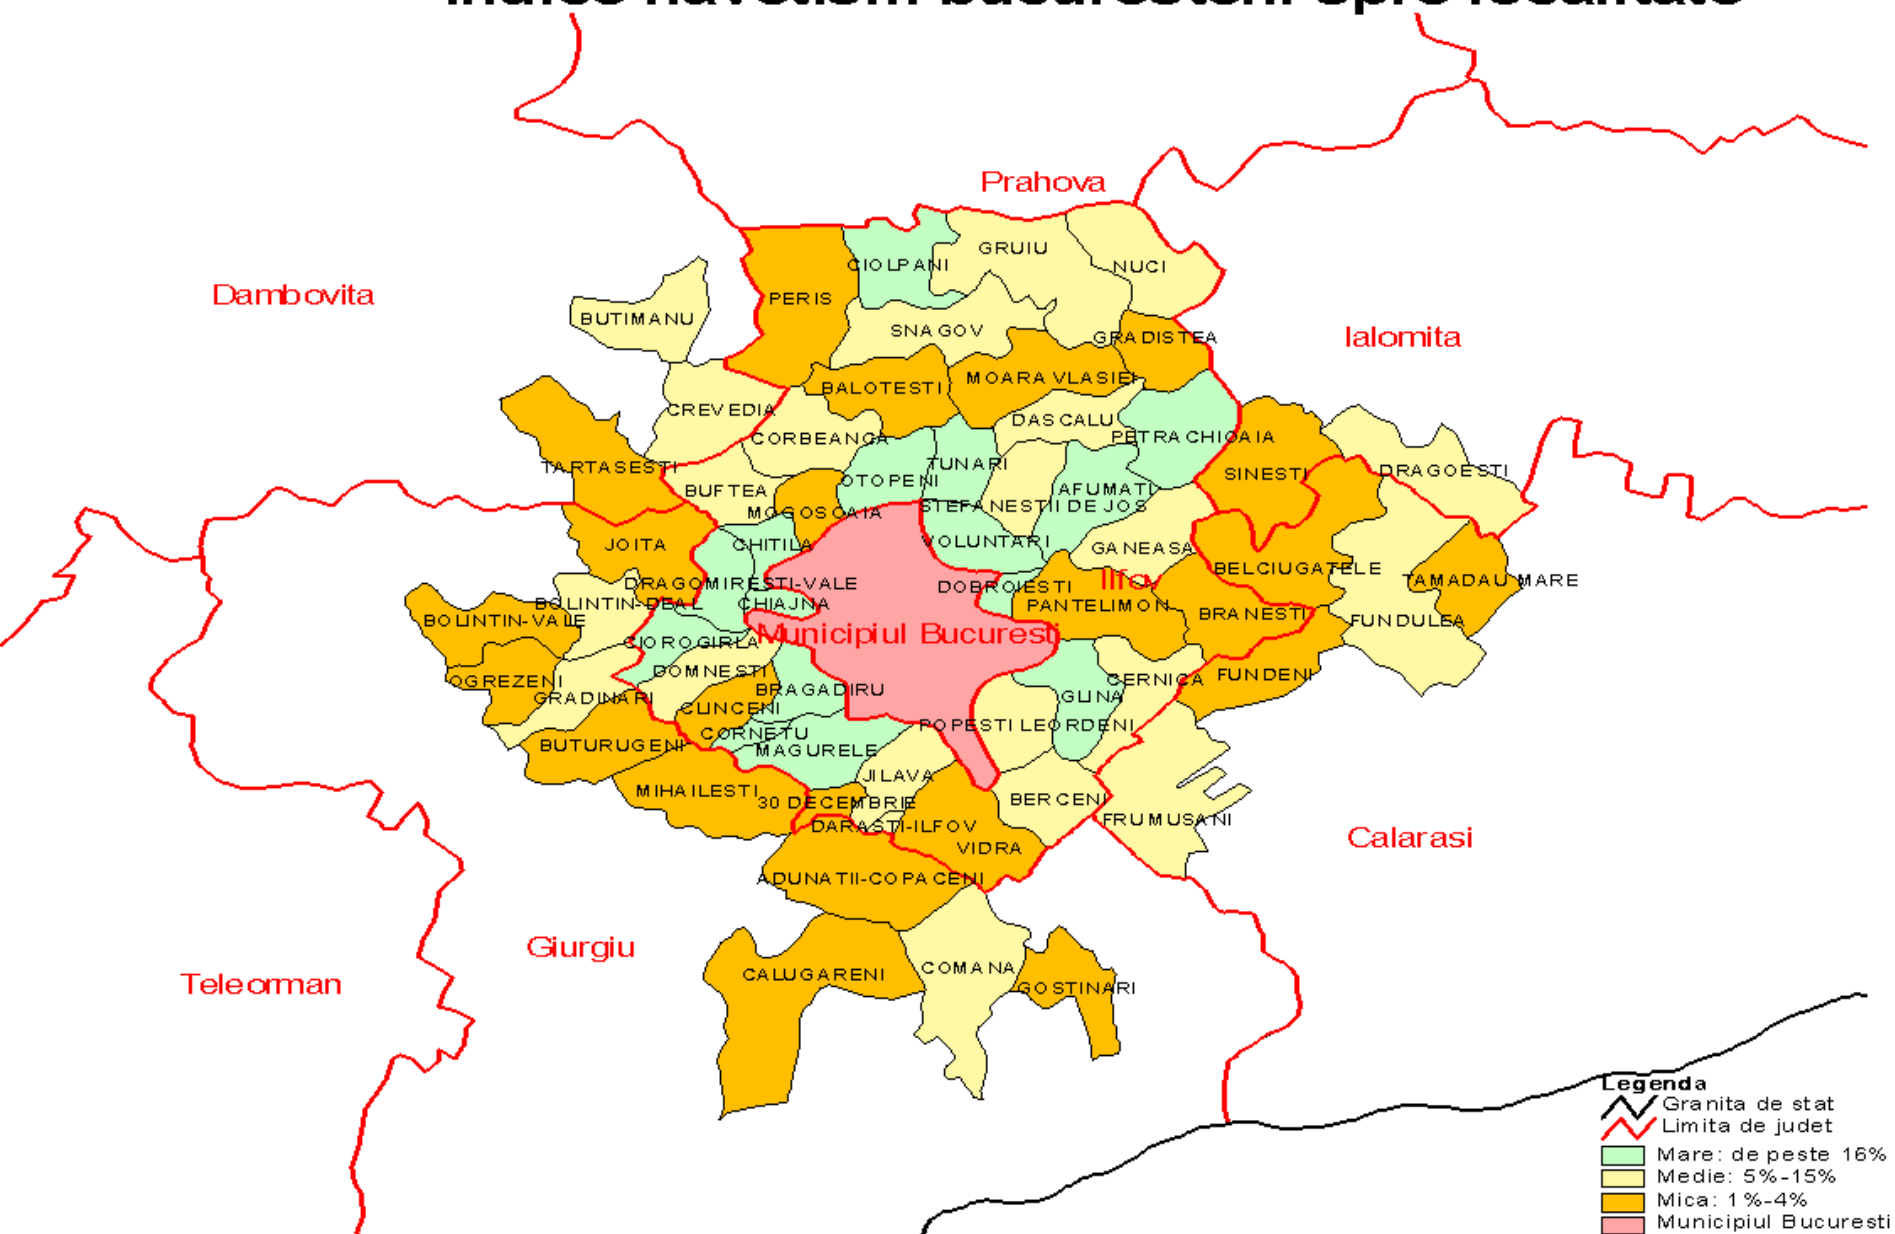 Indice navetism bucuresteni spre localitate
Prahova
Dambovita
Ialomita
Ilfov
Municipiul Bucuresti
Calarasi
Giurgiu
Teleorman
CIOLPANI
GRUIU
NUCI
PERIS
BUTIMANU
SNAGOV
GRADISTEA
BALOTESTI
MOARA VLASIEI
CREVEDIA
CORBEANCA
DASCALU
PETRACHIOAIA
TARTASESTI
BUFTEA
OTOPENI
TUNARI
AFUMATI
SINESTI
DRAGOESTI
MOGOSOAIA
STEFANESTII DE JOS
JOITA
CHITILA
VOLUNTARI
GANEASA
BELCIUGATELE
TAMADAU MARE
DRAGOMIRESTI-VALE
DOBROIESTI
BOLINTIN-DEAL
CHIAJNA
PANTELIMON
BRANESTI
BOLINTIN-VALE
FUNDULEA
CIOROGIRLA
DOMNESTI
OGREZENI
GRADINARI
BRAGADIRU
CLINCENI
GLINA
CERNICA
FUNDENI
POPESTI LEORDENI
CORNETU
BUTURUGENI
MAGURELE
JILAVA
MIHAILESTI
30 DECEMBRIE
BERCENI
FRUMUSANI
DARASTI-ILFOV
VIDRA
ADUNATII-COPACENI
CALUGARENI
COMANA
GOSTINARI
Legenda
Granita de stat
Limita de judet
Mare: de peste 16%
Medie: 5%-15%
Mica: 1%-4%
Municipiul Bucuresti